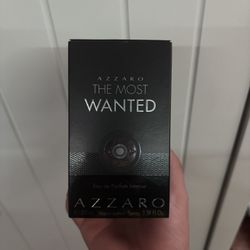 AZZARO
THE MOST
WANTED
Eau de Parfum Intense
AZZARO